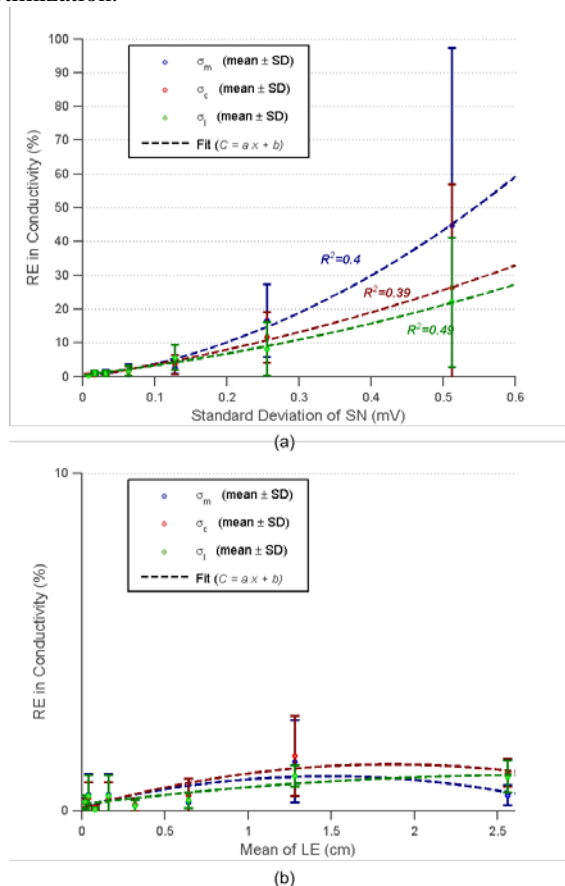 100
90
80
70
60
50
40
30
20
10
0
RE in Conductivity (%)
σm (mean ± SD)
σc (mean ± SD)
σl (mean ± SD)
Fit (C = a x + b)
R²=0.4
R²=0.39
R²=0.49
0.1 0.2 0.3 0.4 0.5 0.6
Standard Deviation of SN (mV)
(a)
10
0
RE in Conductivity (%)
σm (mean ± SD)
σc (mean ± SD)
σl (mean ± SD)
Fit (C = a x + b)
0 0.5 1 1.5 2 2.5
Mean of LE (cm)
(b)